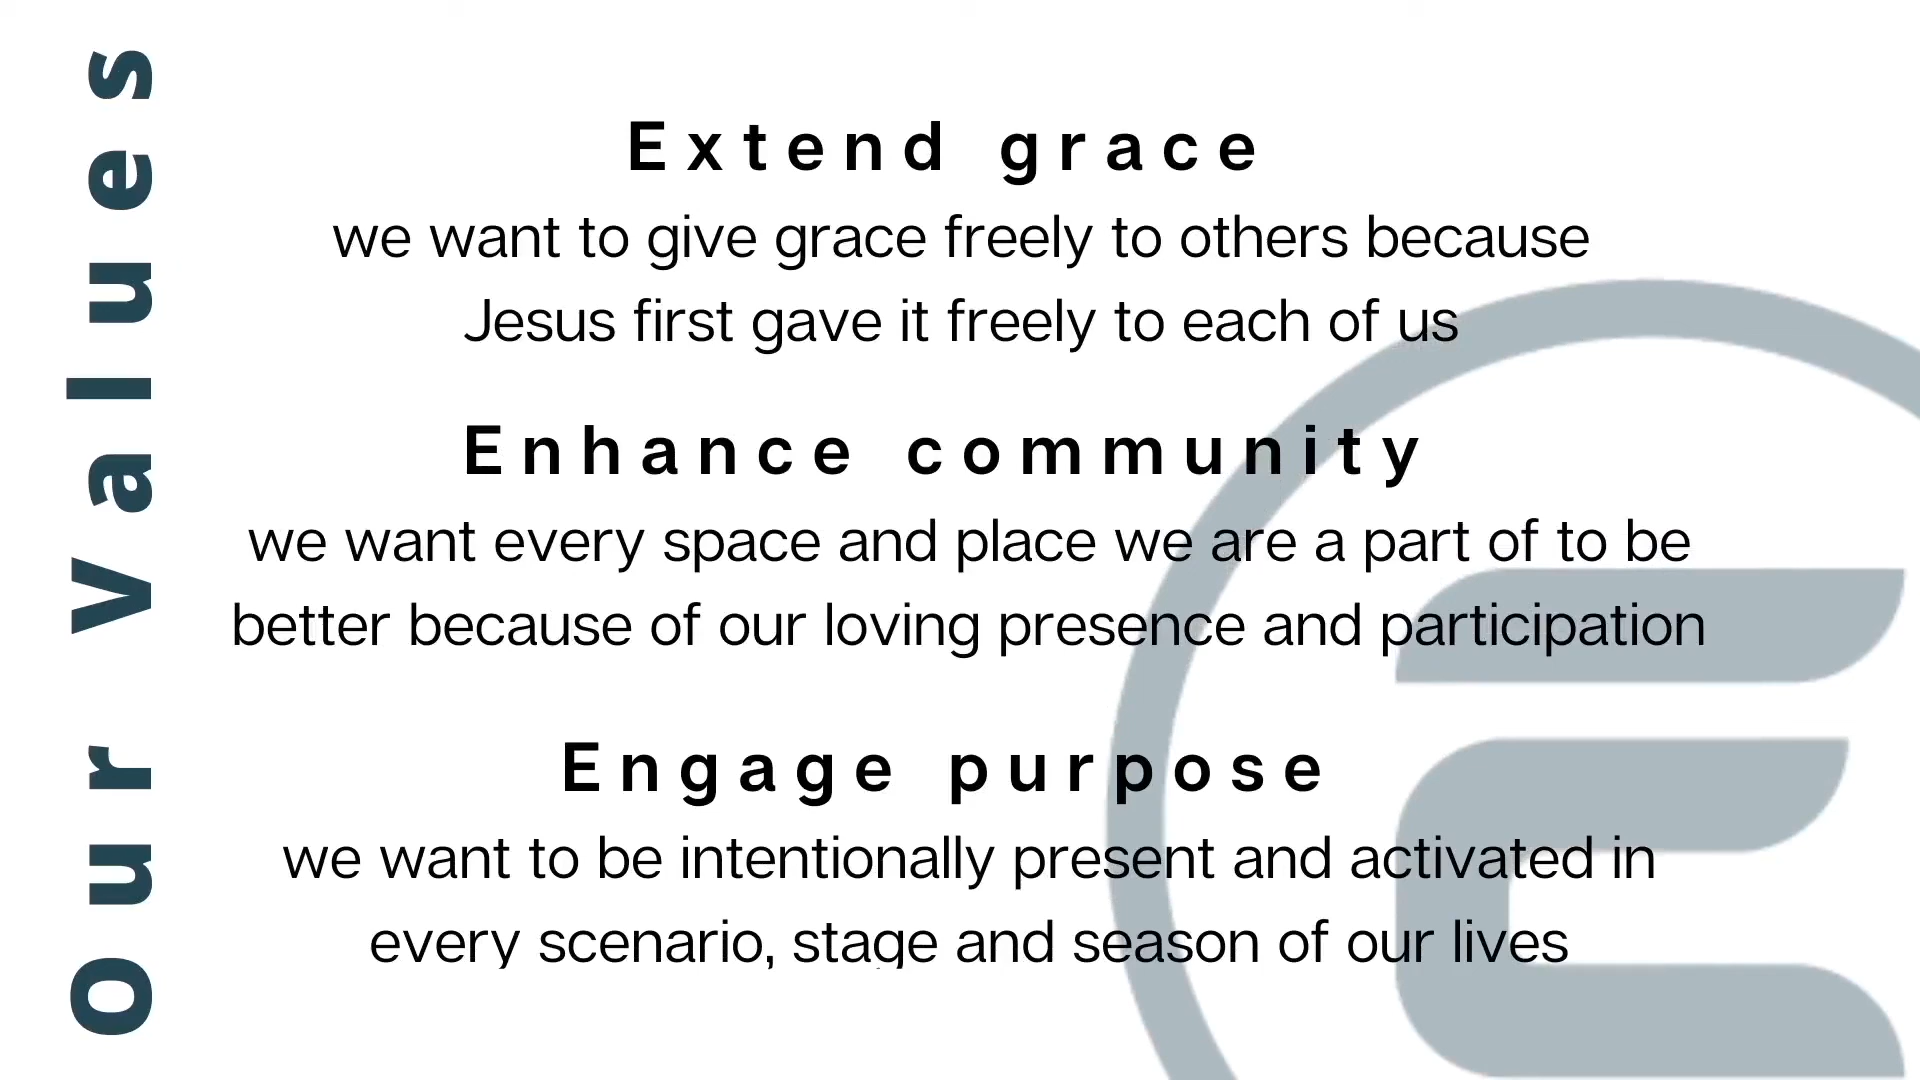 our values
Extend grace
we want to give grace freely to others because
Jesus first gave it freely to each of us
Enhance community
we want every space and place we are a part of to be
better because of our loving presence and participation
Engage purpose
we want to be intentionally present and activated in
every scenario, stage and season of our lives